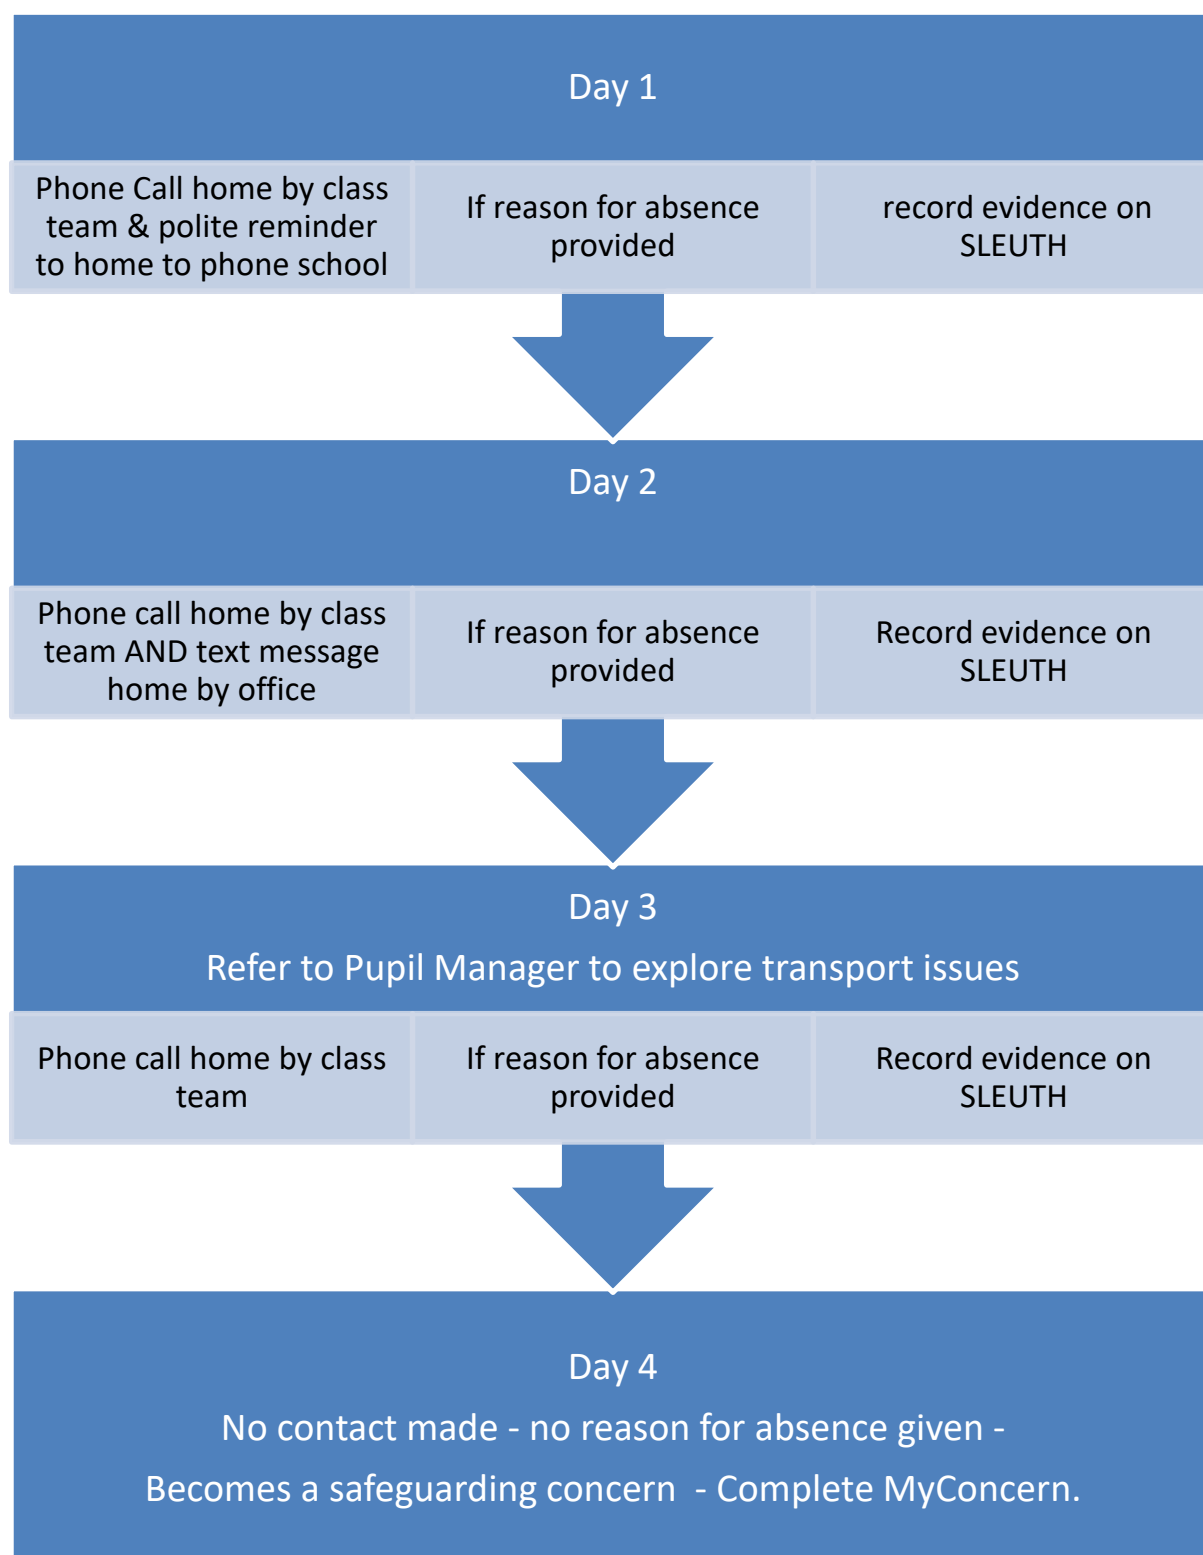 Day 1
Phone Call home by class
team & polite reminder
to home to phone school
If reason for absence
provided
record evidence on
SLEUTH
Day 2
Phone call home by class
team AND text message
home by office
If reason for absence
provided
Record evidence on
SLEUTH
Day 3
Refer to Pupil Manager to explore transport issues
Phone call home by class
team
If reason for absence
provided
Record evidence on
SLEUTH
Day 4
No contact made - no reason for absence given -
Becomes a safeguarding concern  - Complete MyConcern.